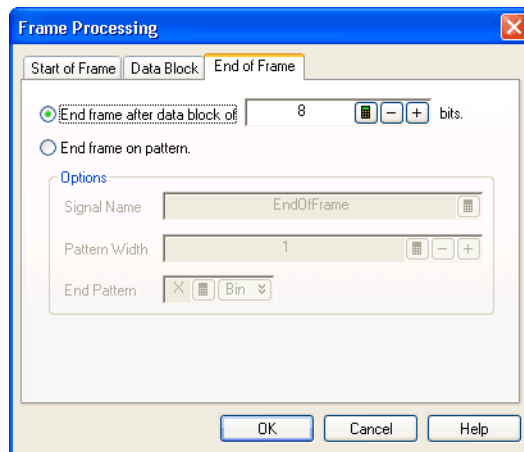 Frame Processing
Start of Frame Data Block End of Frame
End frame after data block of 8 bits.
End frame on pattern.
Options
Signal Name EndOfFrame
Pattern Width 1
End Pattern X Bin
OK Cancel Help